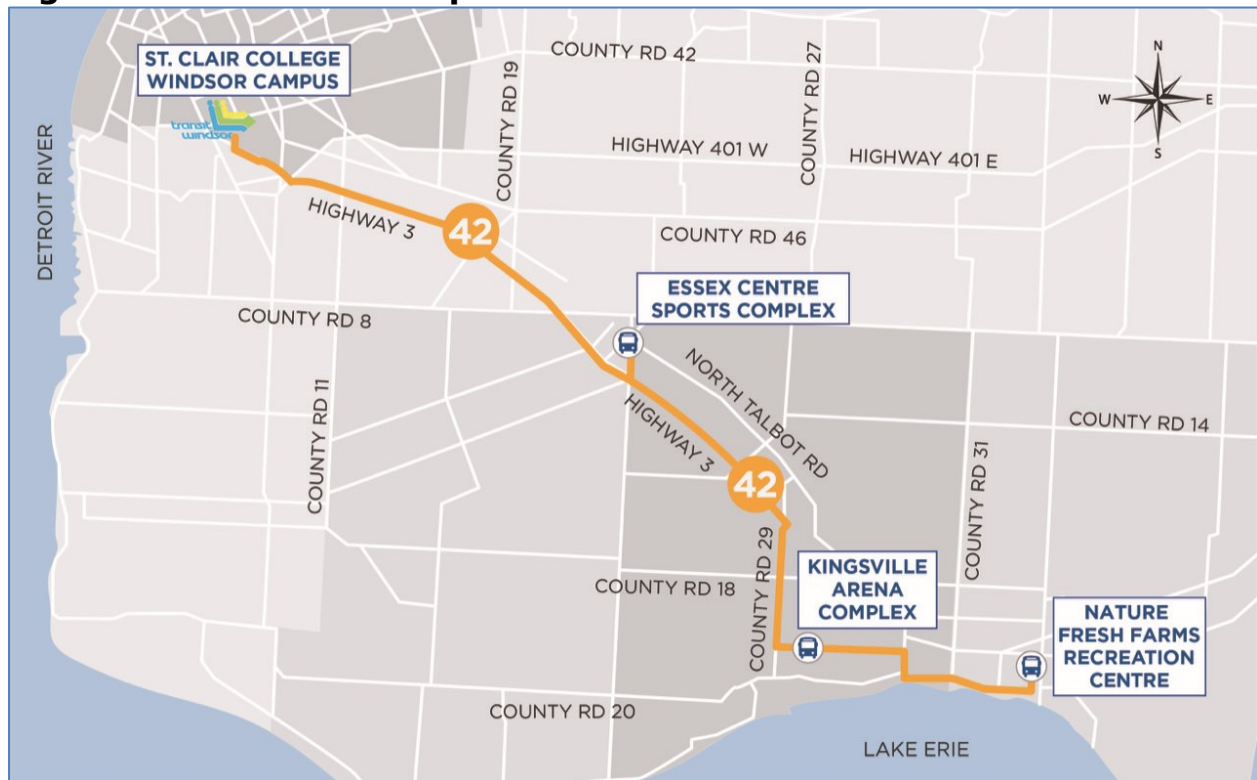 ST. CLAIR COLLEGE
WINDSOR CAMPUS
transit
windsor
COUNTY RD 42
COUNTY RD 27
COUNTY RD 19
N
W
E
S
HIGHWAY 401 W
HIGHWAY 401 E
DETROIT RIVER
HIGHWAY 3
42
COUNTY RD 46
ESSEX CENTRE
SPORTS COMPLEX
COUNTY RD 8
COUNTY RD 11
NORTH TALBOT RD
HIGHWAY 3
COUNTY RD 14
COUNTY RD 31
42
COUNTY RD 29
COUNTY RD 18
KINGSVILLE
ARENA
COMPLEX
NATURE
FRESH FARMS
RECREATION
CENTRE
COUNTY RD 20
LAKE ERIE